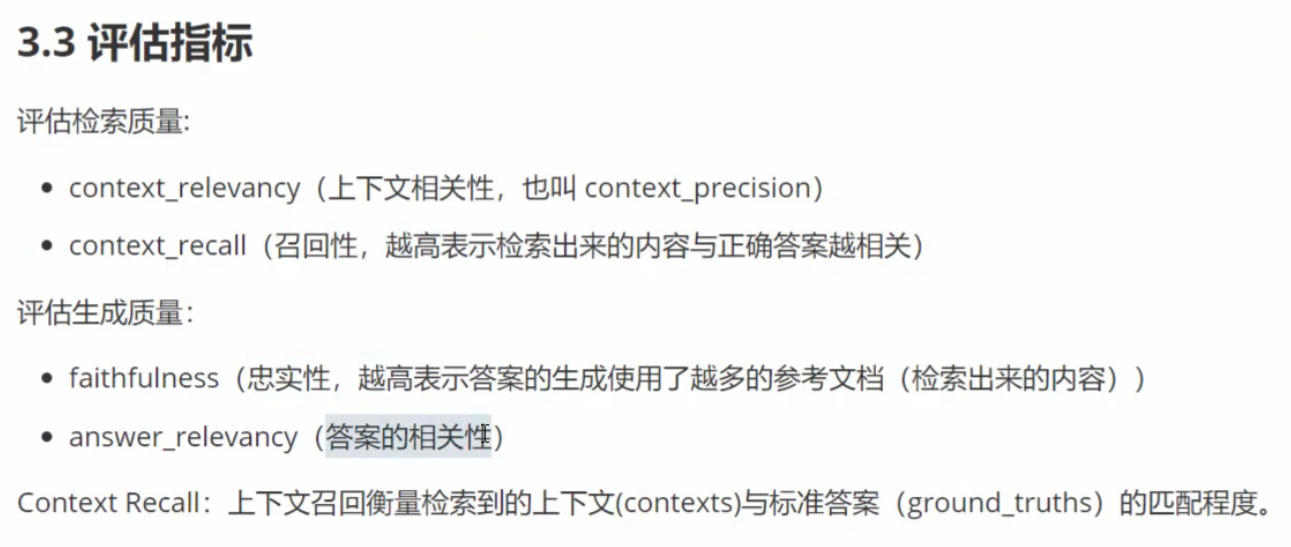 3.3 评估指标
评估检索质量:
• context_relevancy（上下文相关性，也叫 context_precision）
• context_recall（召回性，越高表示检索出来的内容与正确答案越相关）
评估生成质量：
• faithfulness（忠实性，越高表示答案的生成使用了越多的参考文档（检索出来的内容））
• answer_relevancy（答案的相关性）
Context Recall：上下文召回衡量检索到的上下文(contexts)与标准答案（ground_truths）的匹配程度。